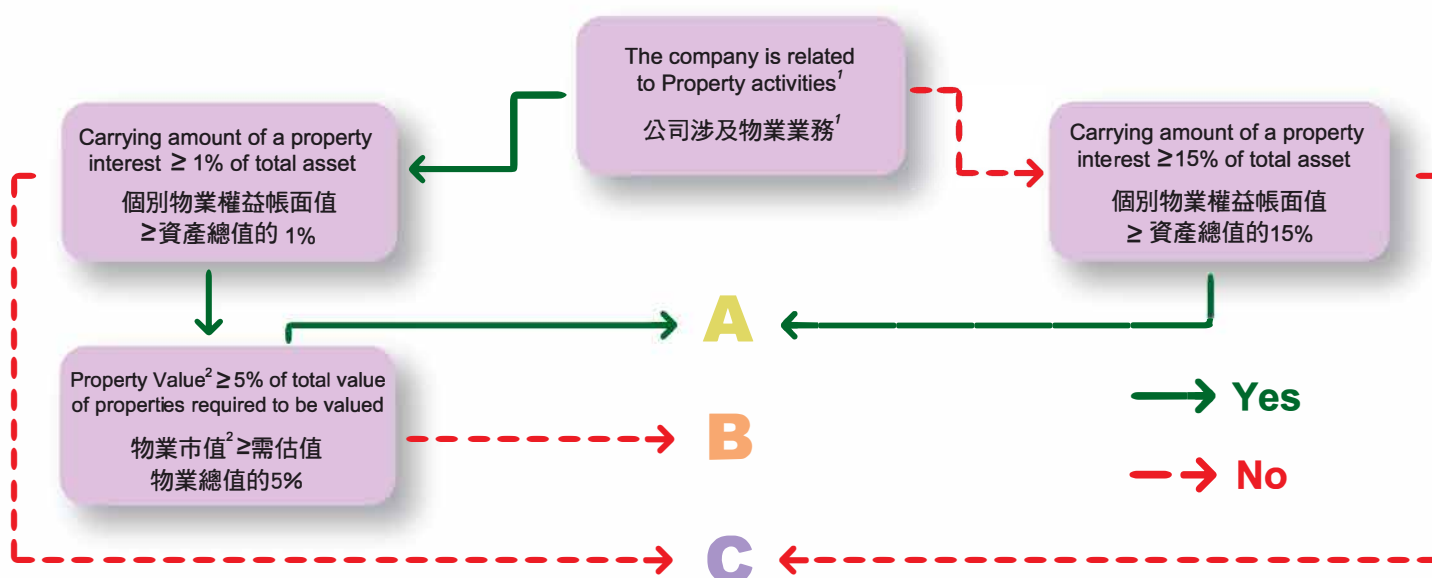 The company is related
to Property activities¹
公司涉及物業業務¹
Carrying amount of a property
interest ≥ 1% of total asset
個別物業權益帳面值
≥資產總值的 1%
Carrying amount of a property
interest ≥15% of total asset
個別物業權益帳面值
≥ 資產總值的15%
A
Property Value² ≥5% of total value
of properties required to be valued
物業市值² ≥需估值
物業總值的5%
Yes
B
No
C